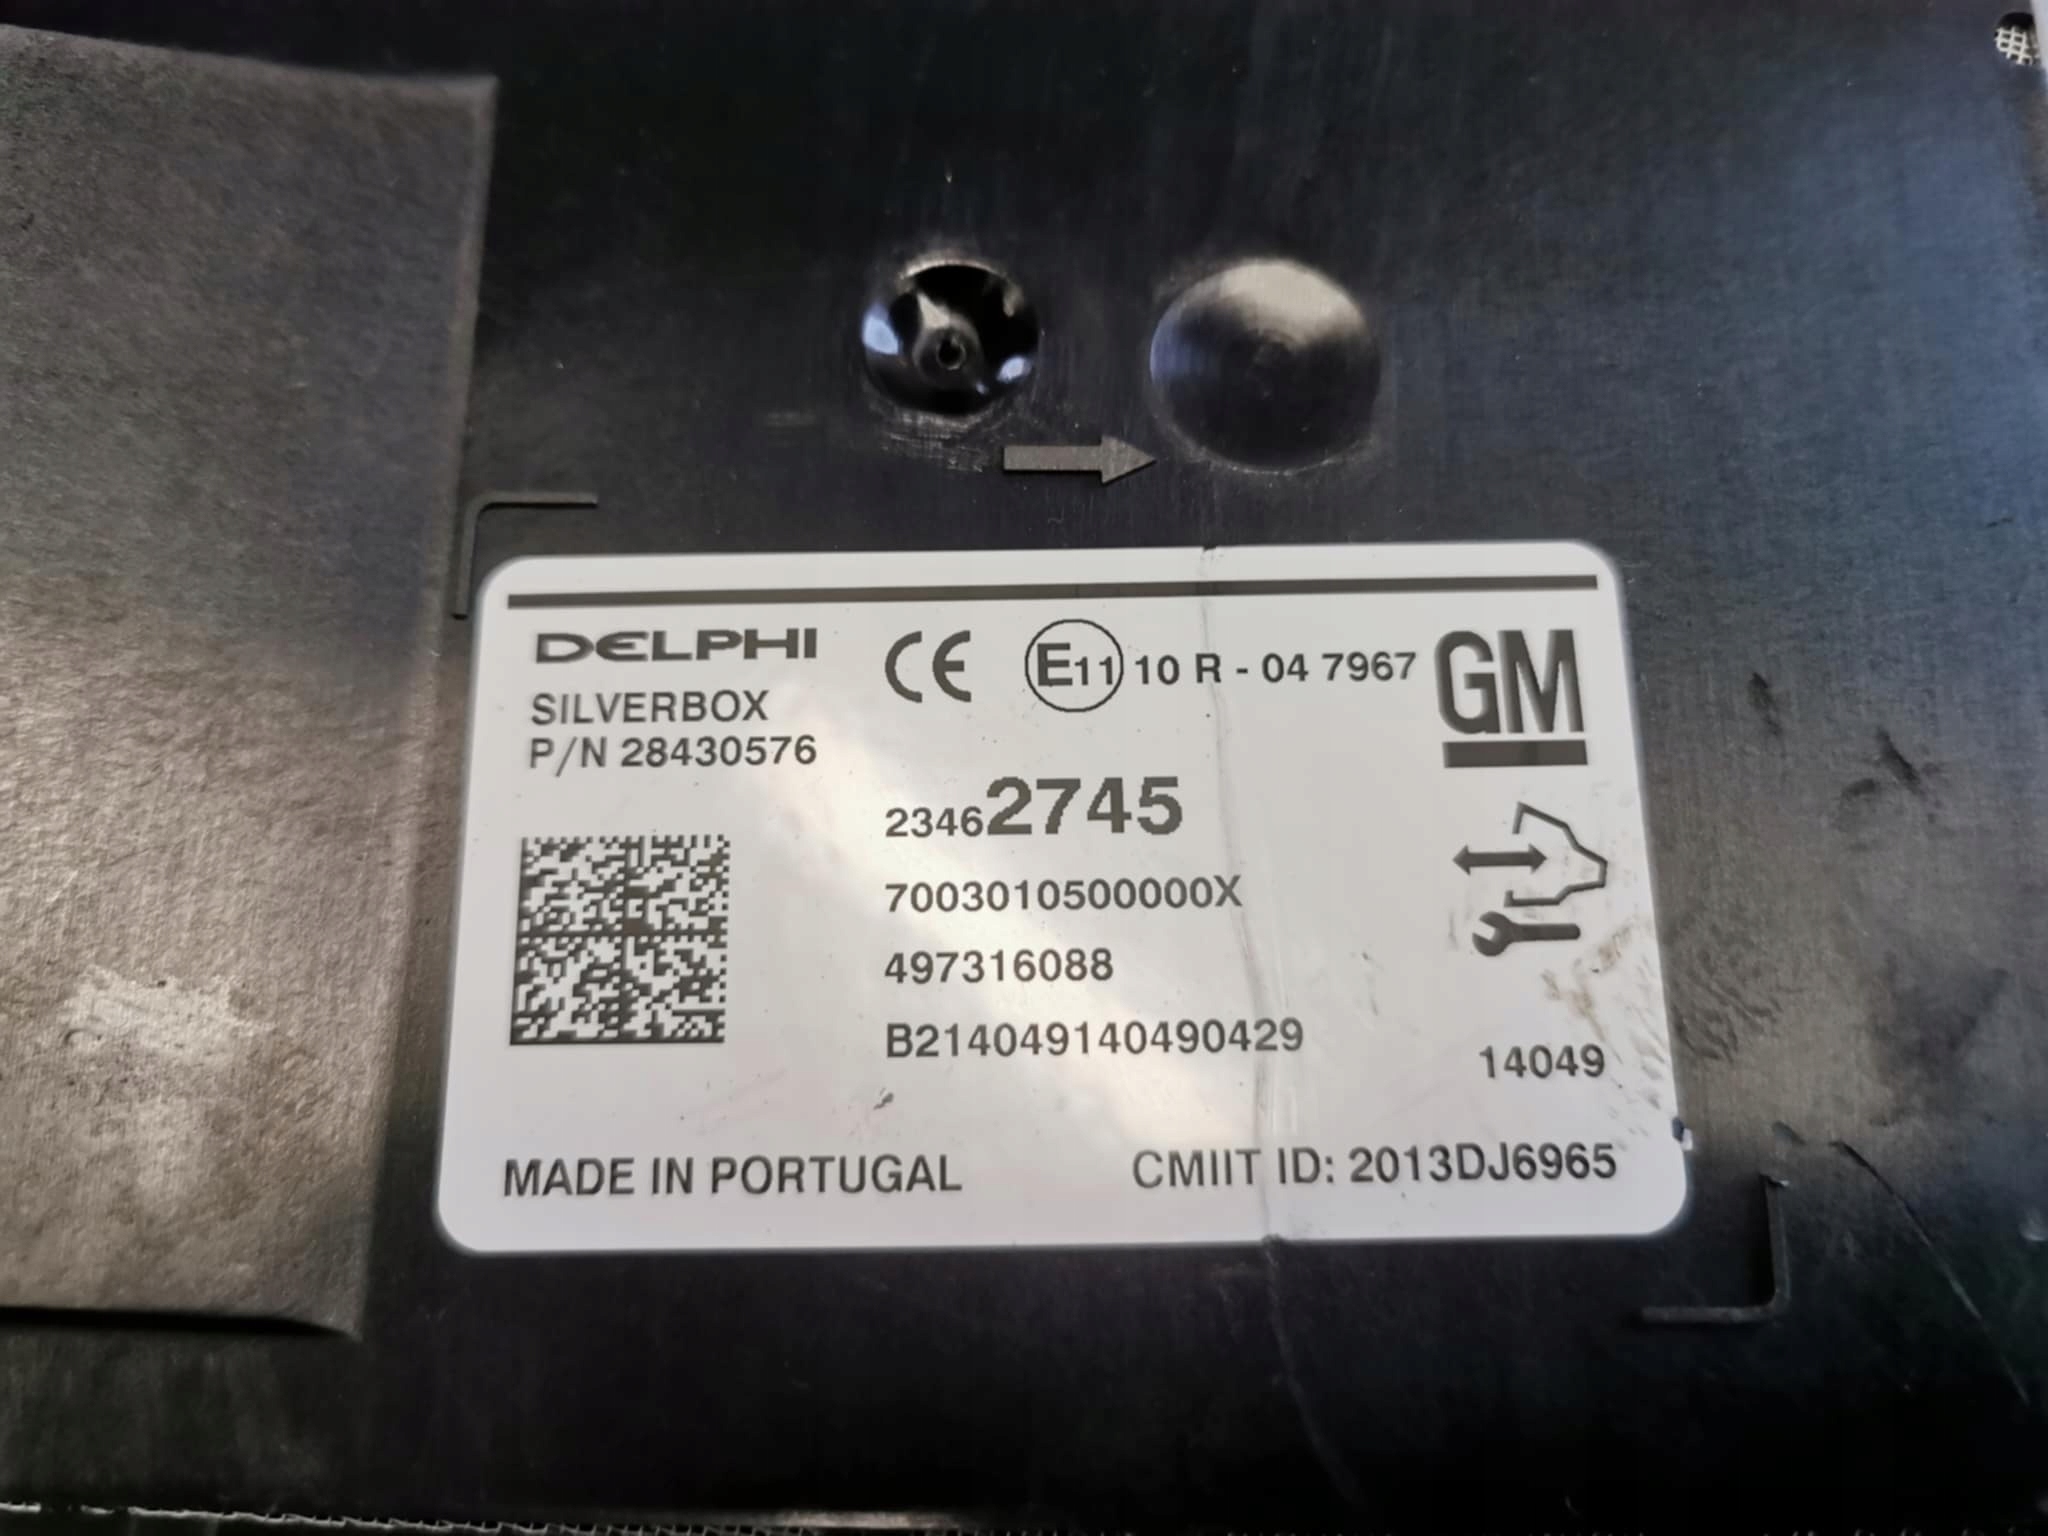 DELPHI
SILVERBOX
P/N 28430576
CE E11 10 R - 04 7967
GM
23462745
7003010500000X
497316088
B214049140490429
14049
MADE IN PORTUGAL
CMIIT ID: 2013DJ6965